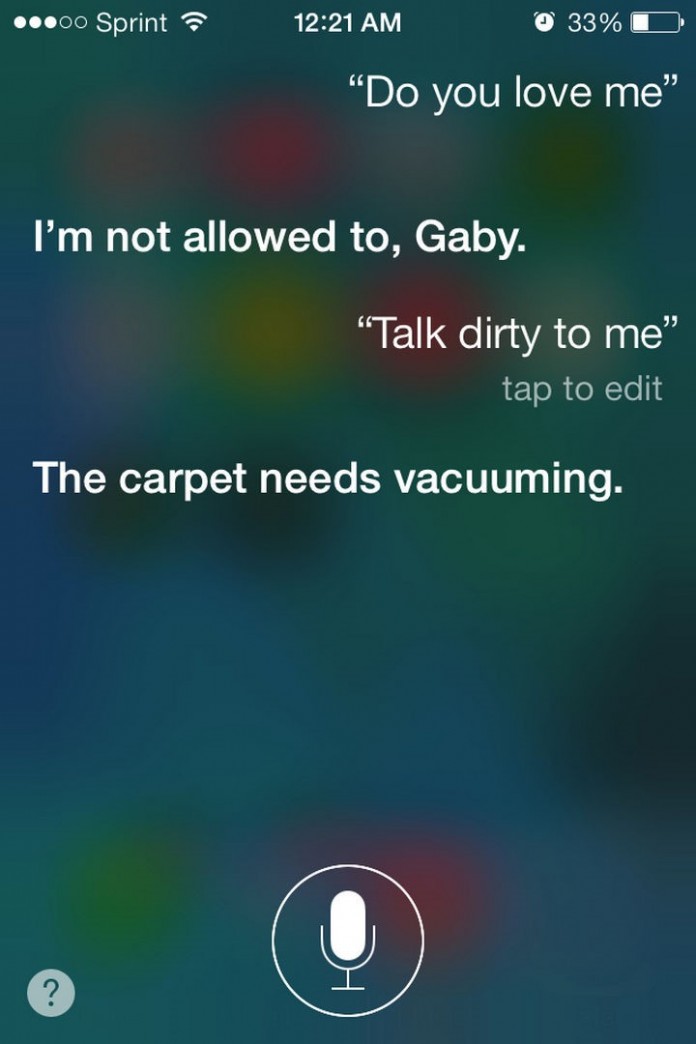 Sprint 12:21 AM 33%
“Do you love me”
I’m not allowed to, Gaby.
“Talk dirty to me”
tap to edit
The carpet needs vacuuming.
?